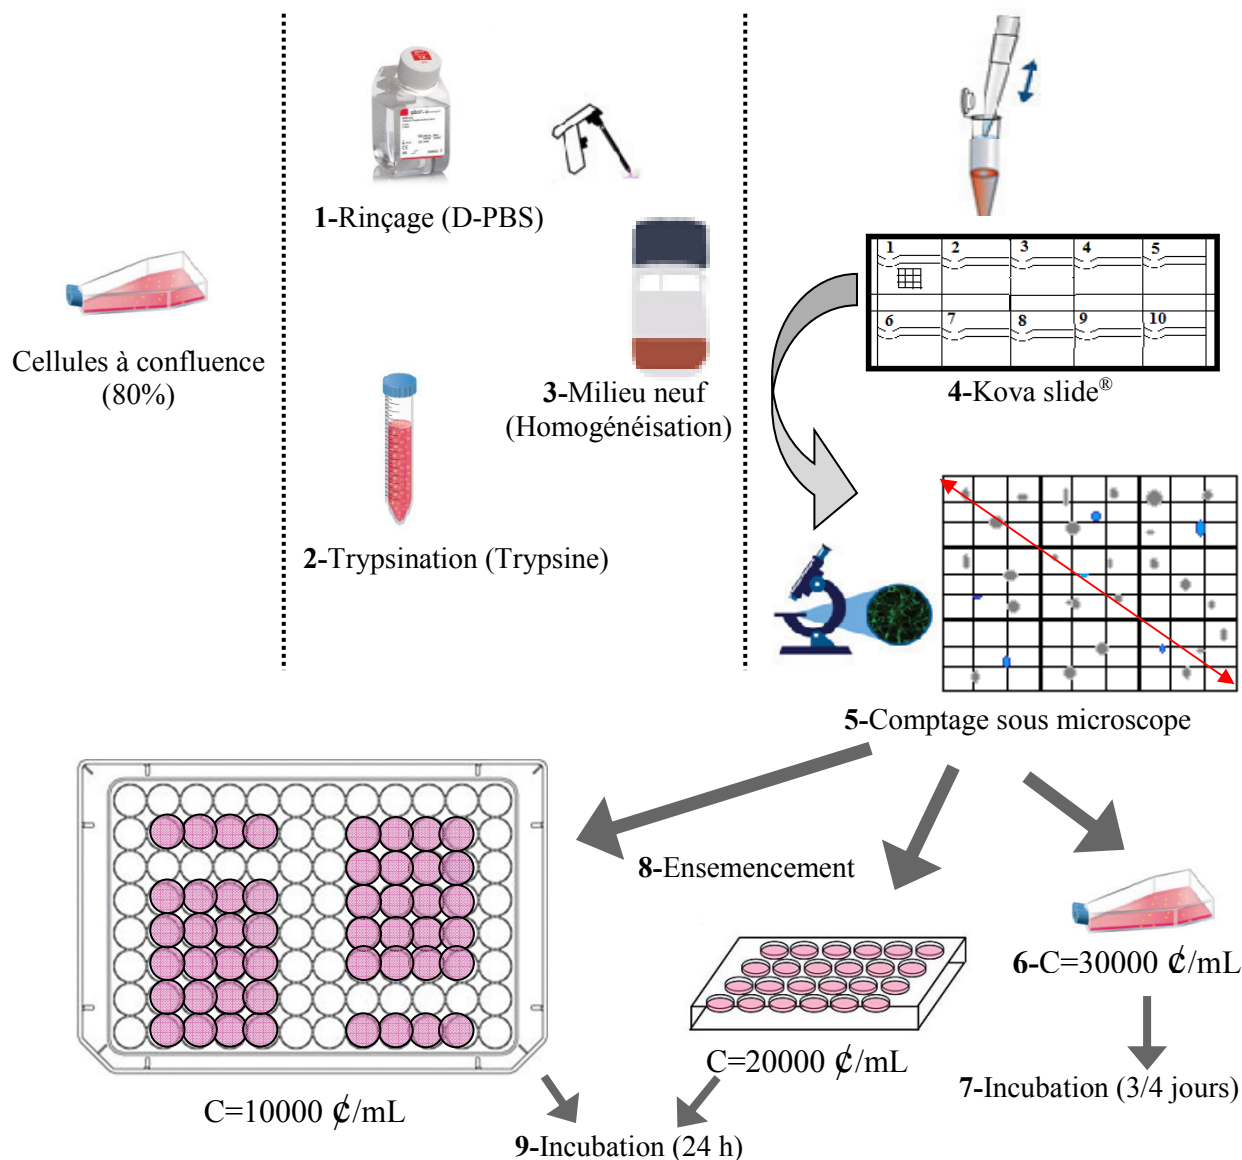 1-Rinçage (D-PBS)
Cellules à confluence
(80%)
3-Milieu neuf
(Homogénéisation)
2-Trypsination (Trypsine)
1 2 3 4 5
6 7 8 9 10
4-Kova slide®
5-Comptage sous microscope
8-Ensemencement
6-C=30000 ₵/mL
C=20000 ₵/mL
7-Incubation (3/4 jours)
C=10000 ₵/mL
9-Incubation (24 h)